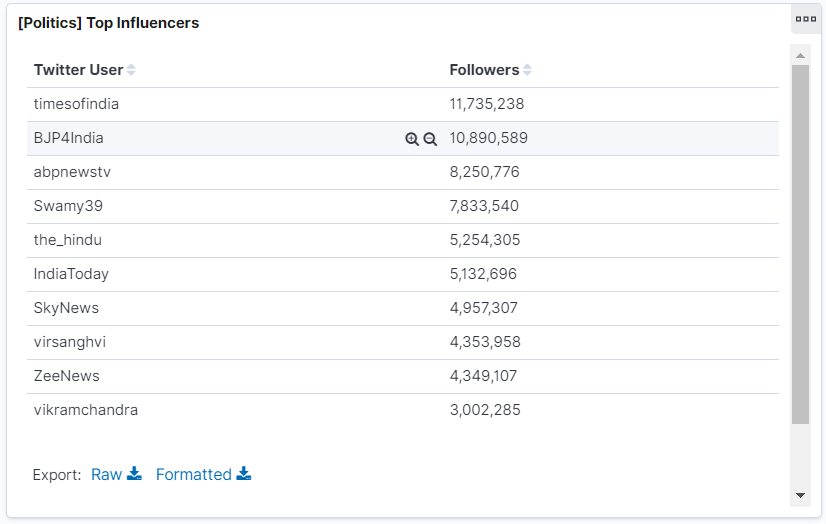 [Politics] Top Influencers
Twitter User Followers
timesofindia 11,735,238
BJP4India 10,890,589
abpnewstv 8,250,776
Swamy39 7,833,540
the_hindu 5,254,305
IndiaToday 5,132,696
SkyNews 4,957,307
virsanghvi 4,353,958
ZeeNews 4,349,107
vikramchandra 3,002,285
Export: Raw Formatted